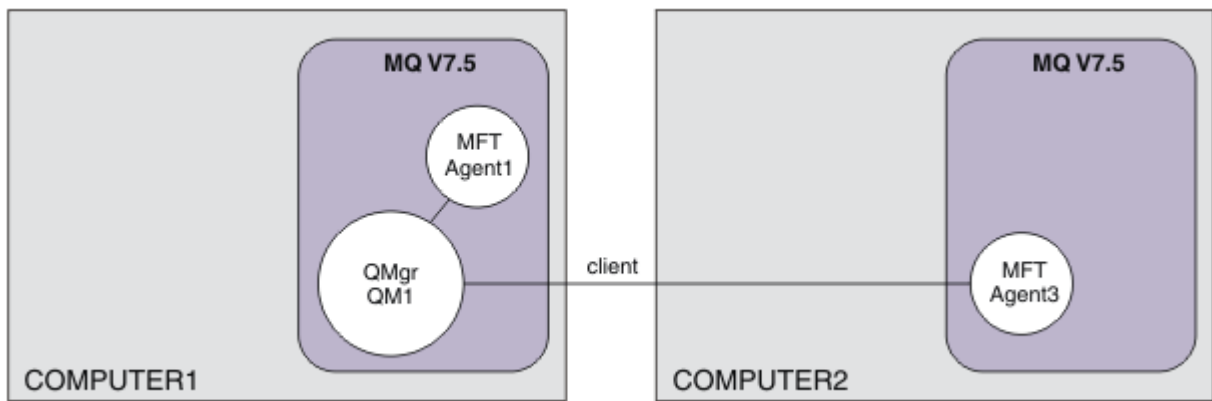 MQ V7.5
MFT
Agent1
QMgr
QM1
COMPUTER1
client
MQ V7.5
MFT
Agent3
COMPUTER2